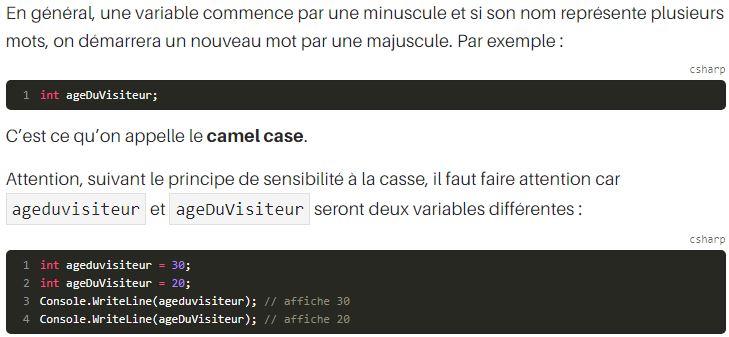 En général, une variable commence par une minuscule et si son nom représente plusieurs
mots, on démarrera un nouveau mot par une majuscule. Par exemple :
csharp
1 int ageDuVisiteur;
C’est ce qu’on appelle le camel case.
Attention, suivant le principe de sensibilité à la casse, il faut faire attention car
ageduvisiteur et ageDuVisiteur seront deux variables différentes :
csharp
1 int ageduvisiteur = 30;
2 int ageDuVisiteur = 20;
3 Console.WriteLine(ageduvisiteur); // affiche 30
4 Console.WriteLine(ageDuVisiteur); // affiche 20